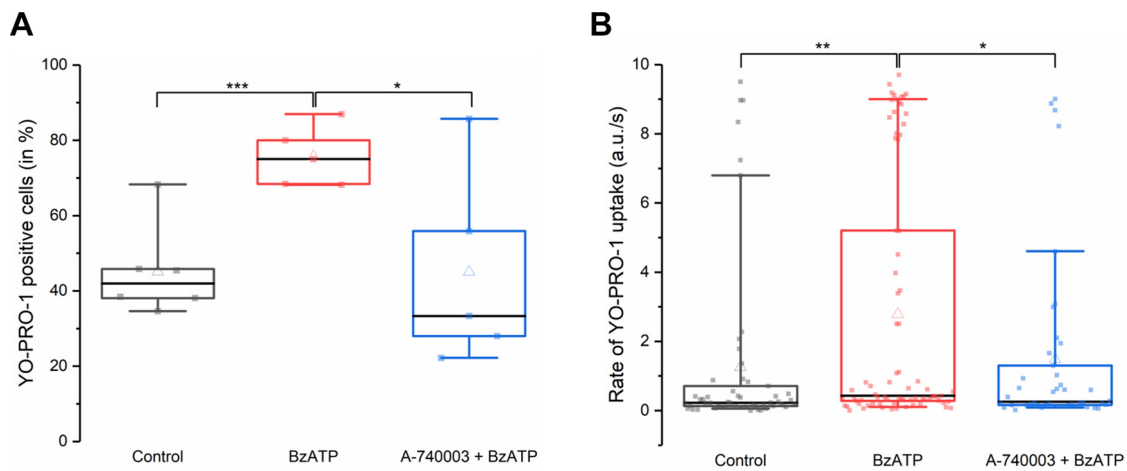 A
YO-PRO-1 positive cells (in %)
100
80
60
40
20
0
***
*
Control
BzATP
A-740003 + BzATP
B
Rate of YO-PRO-1 uptake (a.u./s)
10
8
6
4
2
0
**
*
Control
BzATP
A-740003 + BzATP